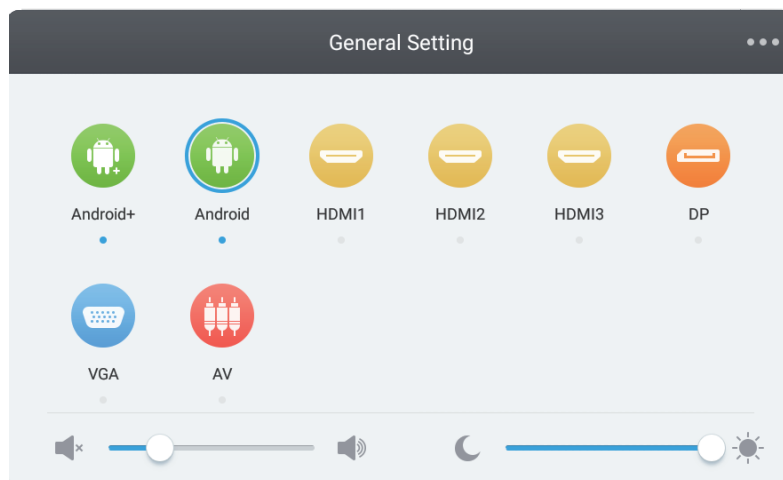 General Setting
Android+ Android HDMI1 HDMI2 HDMI3 DP
VGA AV